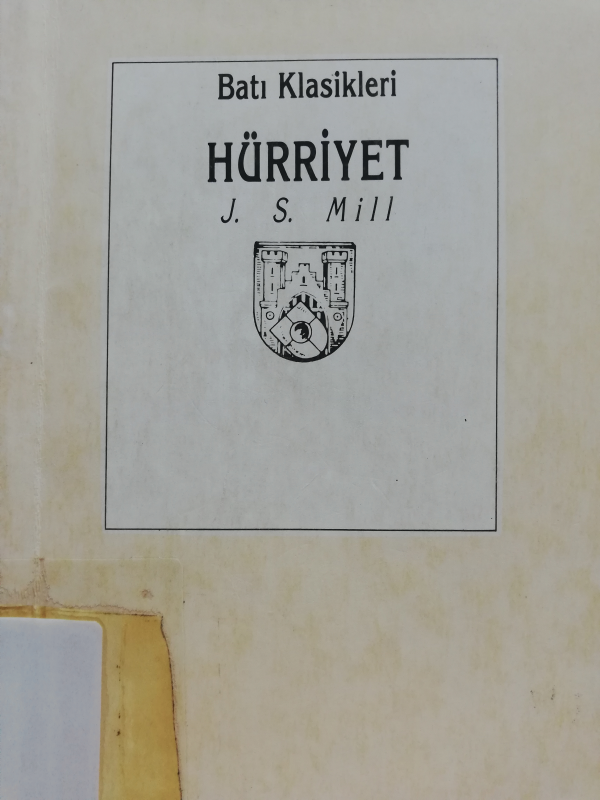 Batı Klasikleri
HÜRRİYET
J. S. Mill